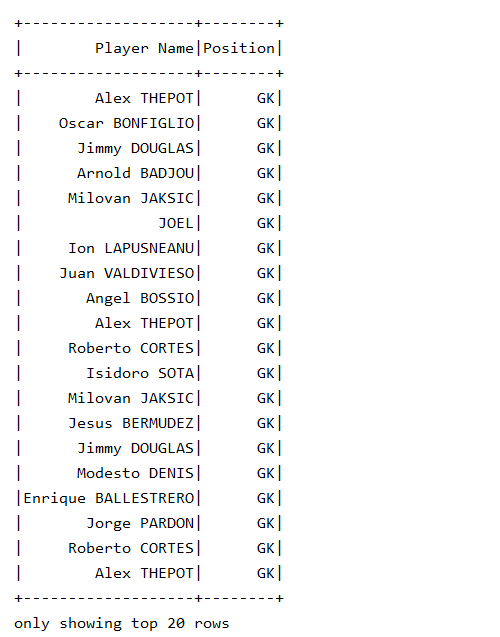 +-------------------+--------+
|        Player Name|Position|
+-------------------+--------+
|        Alex THEPOT|      GK|
|    Oscar BONFIGLIO|      GK|
|      Jimmy DOUGLAS|      GK|
|      Arnold BADJOU|      GK|
|     Milovan JAKSIC|      GK|
|               JOEL|      GK|
|     Ion LAPUSNEANU|      GK|
|    Juan VALDIVIESO|      GK|
|       Angel BOSSIO|      GK|
|        Alex THEPOT|      GK|
|     Roberto CORTES|      GK|
|       Isidoro SOTA|      GK|
|     Milovan JAKSIC|      GK|
|     Jesus BERMUDEZ|      GK|
|      Jimmy DOUGLAS|      GK|
|      Modesto DENIS|      GK|
|Enrique BALLESTRERO|      GK|
|       Jorge PARDON|      GK|
|     Roberto CORTES|      GK|
|        Alex THEPOT|      GK|
+-------------------+--------+
only showing top 20 rows